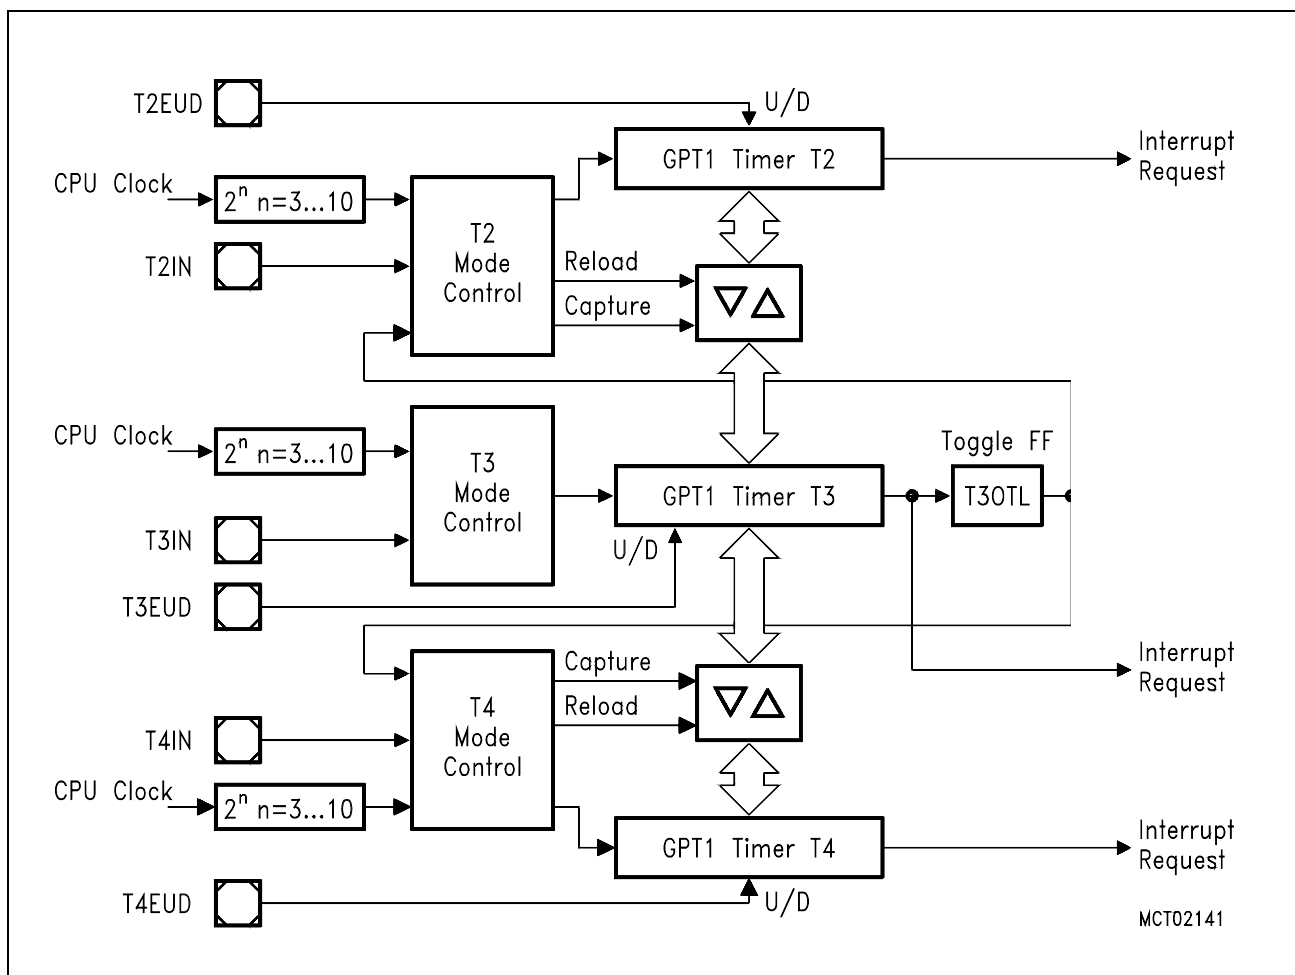 T2EUD
U/D
GPT1 Timer T2
Interrupt
Request
CPU Clock
2ⁿ n=3...10
T2
Mode
Control
T2IN
Reload
Capture
CPU Clock
2ⁿ n=3...10
T3
Mode
Control
GPT1 Timer T3
Toggle FF
T3OTL
T3IN
U/D
T3EUD
Interrupt
Request
Capture
Reload
T4
Mode
Control
T4IN
CPU Clock
2ⁿ n=3...10
GPT1 Timer T4
Interrupt
Request
T4EUD
U/D
MCT02141